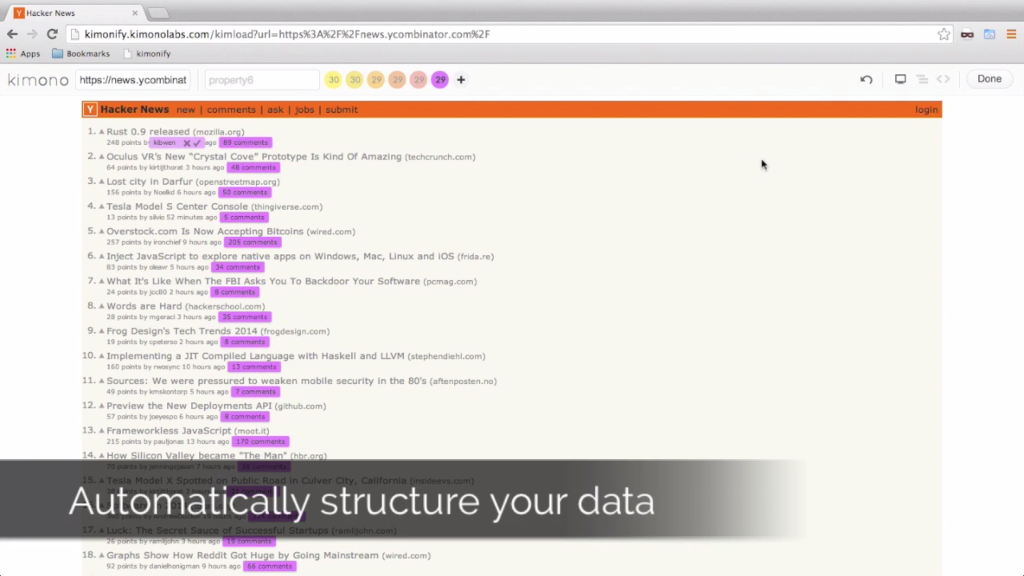 Hacker News
kimonify.kimonolabs.com/kimload?url=https%3A%2F%2Fnews.ycombinator.com%2F
Apps Bookmarks kimonify
kimono https://news.ycombinat property6 30 30 29 29 29 29 + Done
Y Hacker News new | comments | ask | jobs | submit login
1. Rust 0.9 released (mozilla.org)
248 points by kibwen ago 89 comments
2. Oculus VR's New "Crystal Cove" Prototype Is Kind Of Amazing (techcrunch.com)
64 points by kirtijthorat 3 hours ago 48 comments
3. Lost city in Darfur (openstreetmap.org)
156 points by Noelkd 6 hours ago 50 comments
4. Tesla Model S Center Console (thingiverse.com)
13 points by silvio 52 minutes ago 5 comments
5. Overstock.com Is Now Accepting Bitcoins (wired.com)
257 points by ironchief 9 hours ago 205 comments
6. Inject JavaScript to explore native apps on Windows, Mac, Linux and iOS (frida.re)
83 points by oleavr 5 hours ago 34 comments
7. What It's Like When The FBI Asks You To Backdoor Your Software (pcmag.com)
24 points by jcc80 2 hours ago 8 comments
8. Words are Hard (hackerschool.com)
28 points by mgeraci 3 hours ago 35 comments
9. Frog Design's Tech Trends 2014 (frogdesign.com)
19 points by cpeterso 2 hours ago 8 comments
10. Implementing a JIT Compiled Language with Haskell and LLVM (stephendiehl.com)
160 points by rwosync 10 hours ago 13 comments
11. Sources: We were pressured to weaken mobile security in the 80's (aftenposten.no)
49 points by kmskontorp 5 hours ago 7 comments
12. Preview the New Deployments API (github.com)
57 points by joeyespo 6 hours ago 8 comments
13. Frameworkless JavaScript (moot.it)
215 points by pauljonas 13 hours ago 170 comments
14. How Silicon Valley became "The Man" (hbr.org)
70 points by 7 hours ago comments
15. Tesla Model X Spotted on Public Road in Culver City, California (insideevs.com)
Automatically structure your data
17. Luck: The Secret Sauce of Successful Startups (ramlijohn.com)
26 points by ramlijohn 3 hours ago 15 comments
18. Graphs Show How Reddit Got Huge by Going Mainstream (wired.com)
92 points by danielhonigman 9 hours ago 66 comments